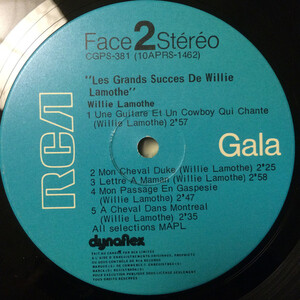 Face 2 Stéréo
CGPS-381 (10APRS-1462)
"Les Grands Succes De Willie
Lamothe"
Willie Lamothe
1 Une Guitare Et Un Cowboy Qui Chante
(Willie Lamothe) 2°57
RCA
Gala
2 Mon Cheval Duke (Willie Lamothe) 2°25
3 Lettre A Maman (Willie Lamothe) 2°58
4 Mon Passage En Gaspesie
(Willie Lamothe) 2°47
5 A Cheval Dans Montreal
(Willie Lamothe) 2°35
All selections MAPL
dynaflex